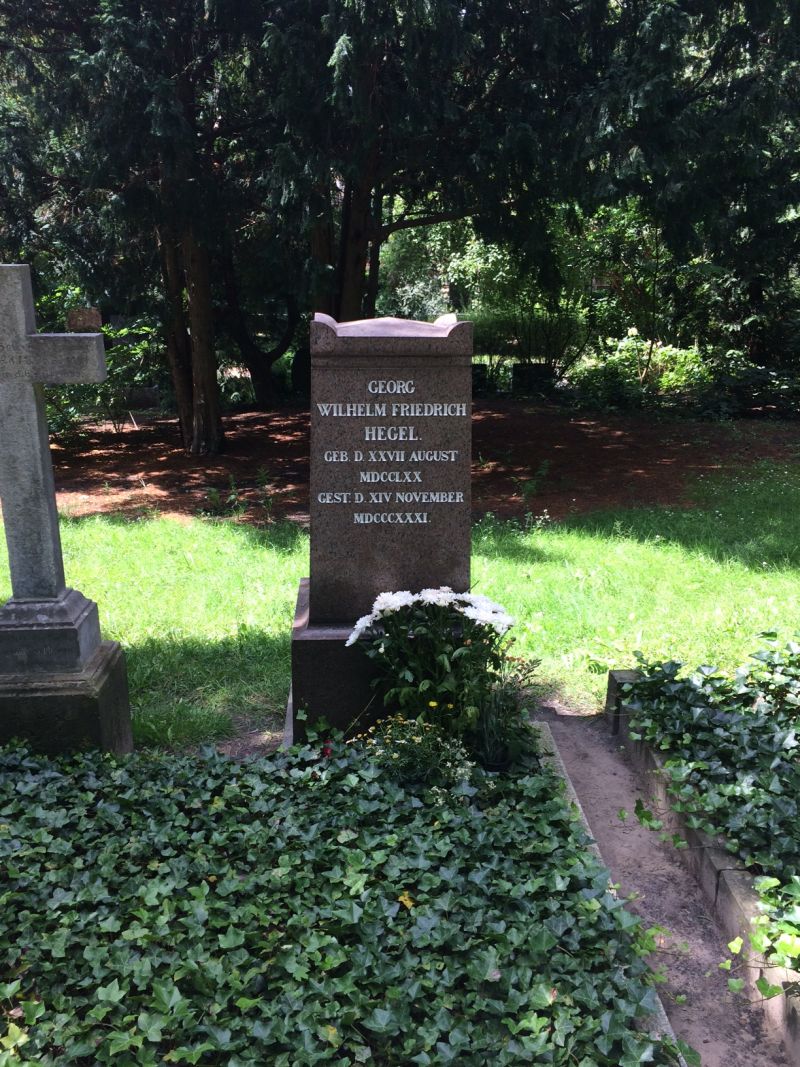 GEORG
WILHELM FRIEDRICH
HEGEL.
GEB. D. XXVII AUGUST
MDCCLXX
GEST. D. XIV NOVEMBER
MDCCCXXXI.